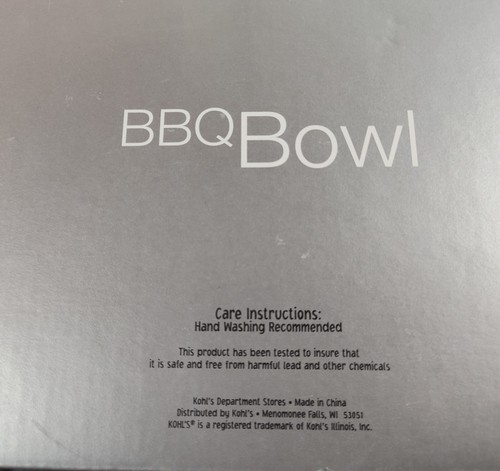 BBQ Bowl
Care Instructions:
Hand Washing Recommended
This product has been tested to insure that
it is safe and free from harmful lead and other chemicals
Kohl's Department Stores • Made in China
Distributed by Kohl's • Menomonee Falls, WI 53051
KOHL'S® is a registered trademark of Kohl's Illinois, Inc.